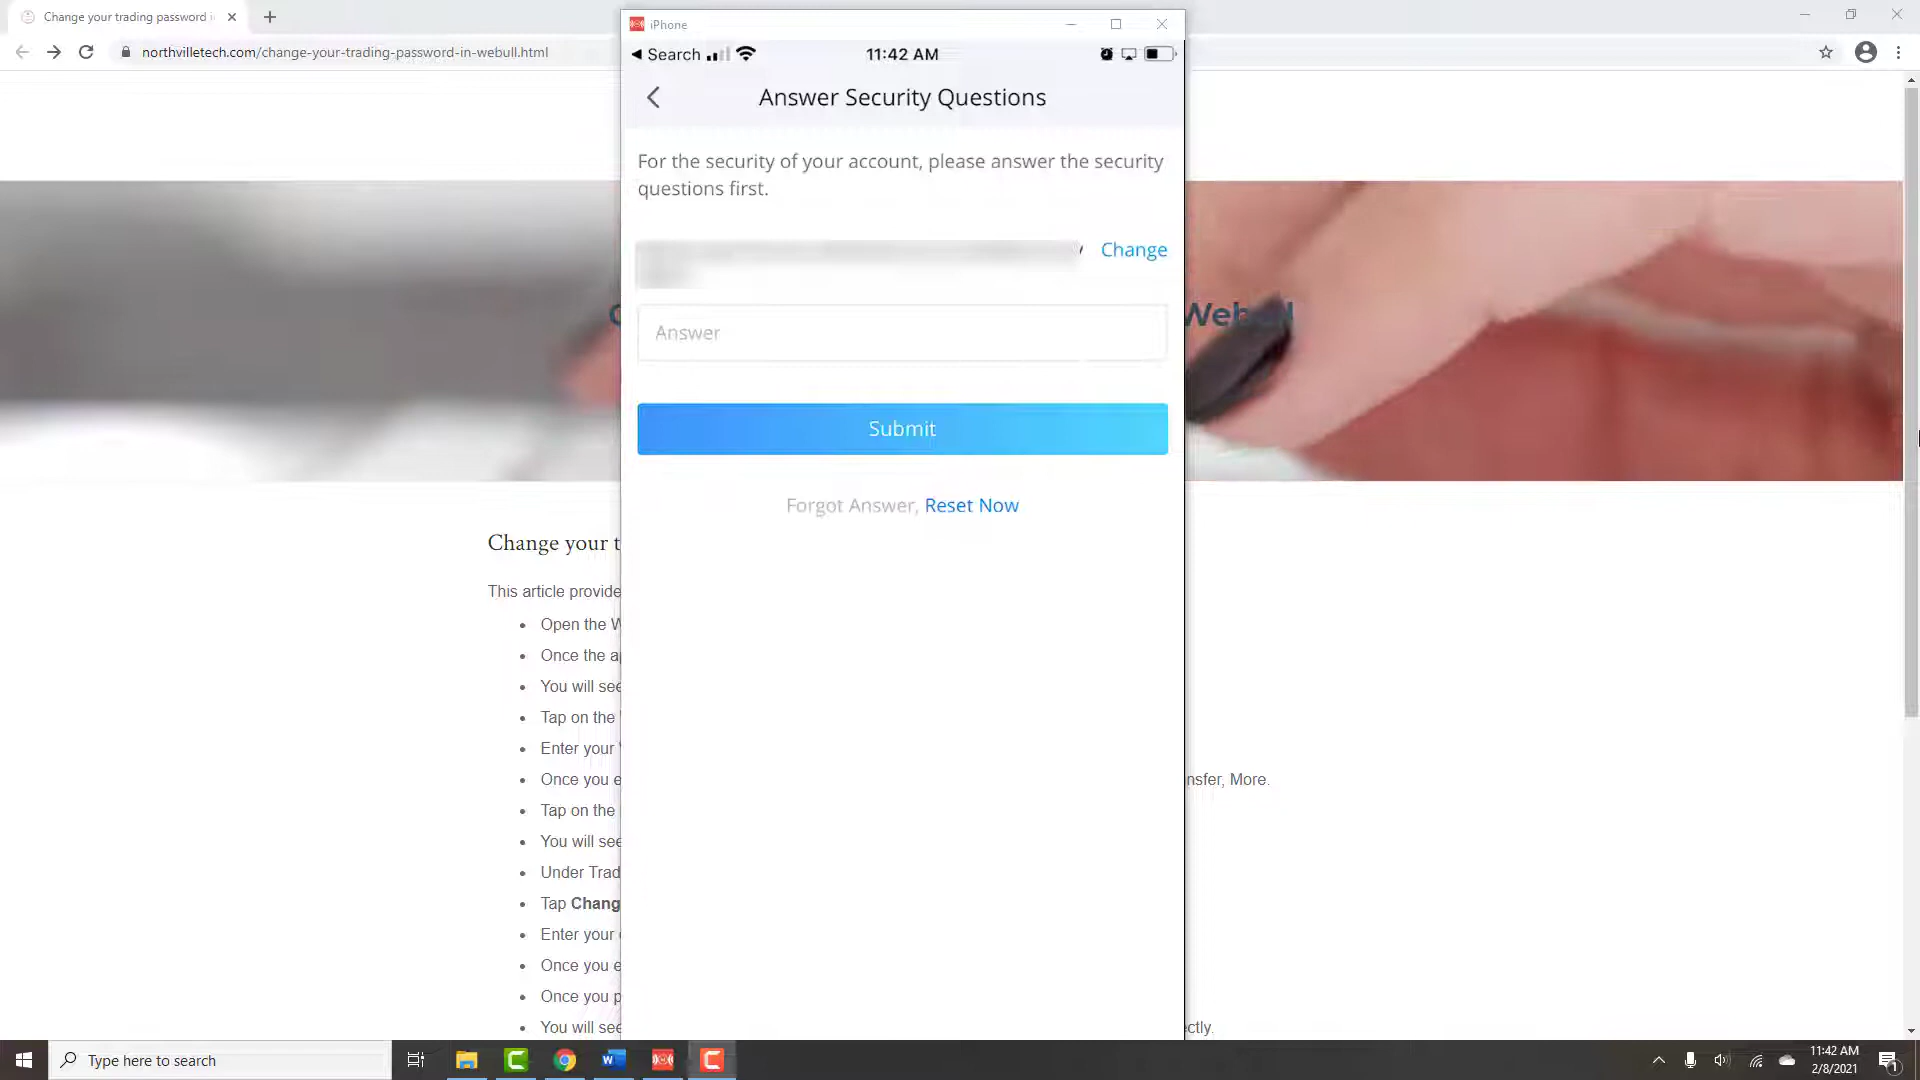 Change your trading password i
northvilletech.com/change-your-trading-password-in-webull.html
iPhone
Search 11:42 AM
Answer Security Questions
For the security of your account, please answer the security
questions first.
Change
Answer
Submit
Forgot Answer, Reset Now
Change your t
This article provide
Open the W
Once the a
You will see
Tap on the
Enter your
Once you e nsfer, More.
Tap on the
You will see
Under Trad
Tap Chang
Enter your
Once you e
Once you p
You will see ctly.
Type here to search
11:42 AM
2/8/2021